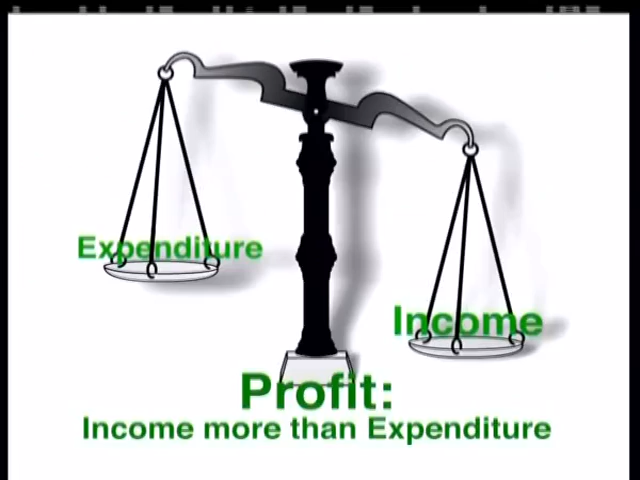 Expenditure
Income
Profit:
Income more than Expenditure